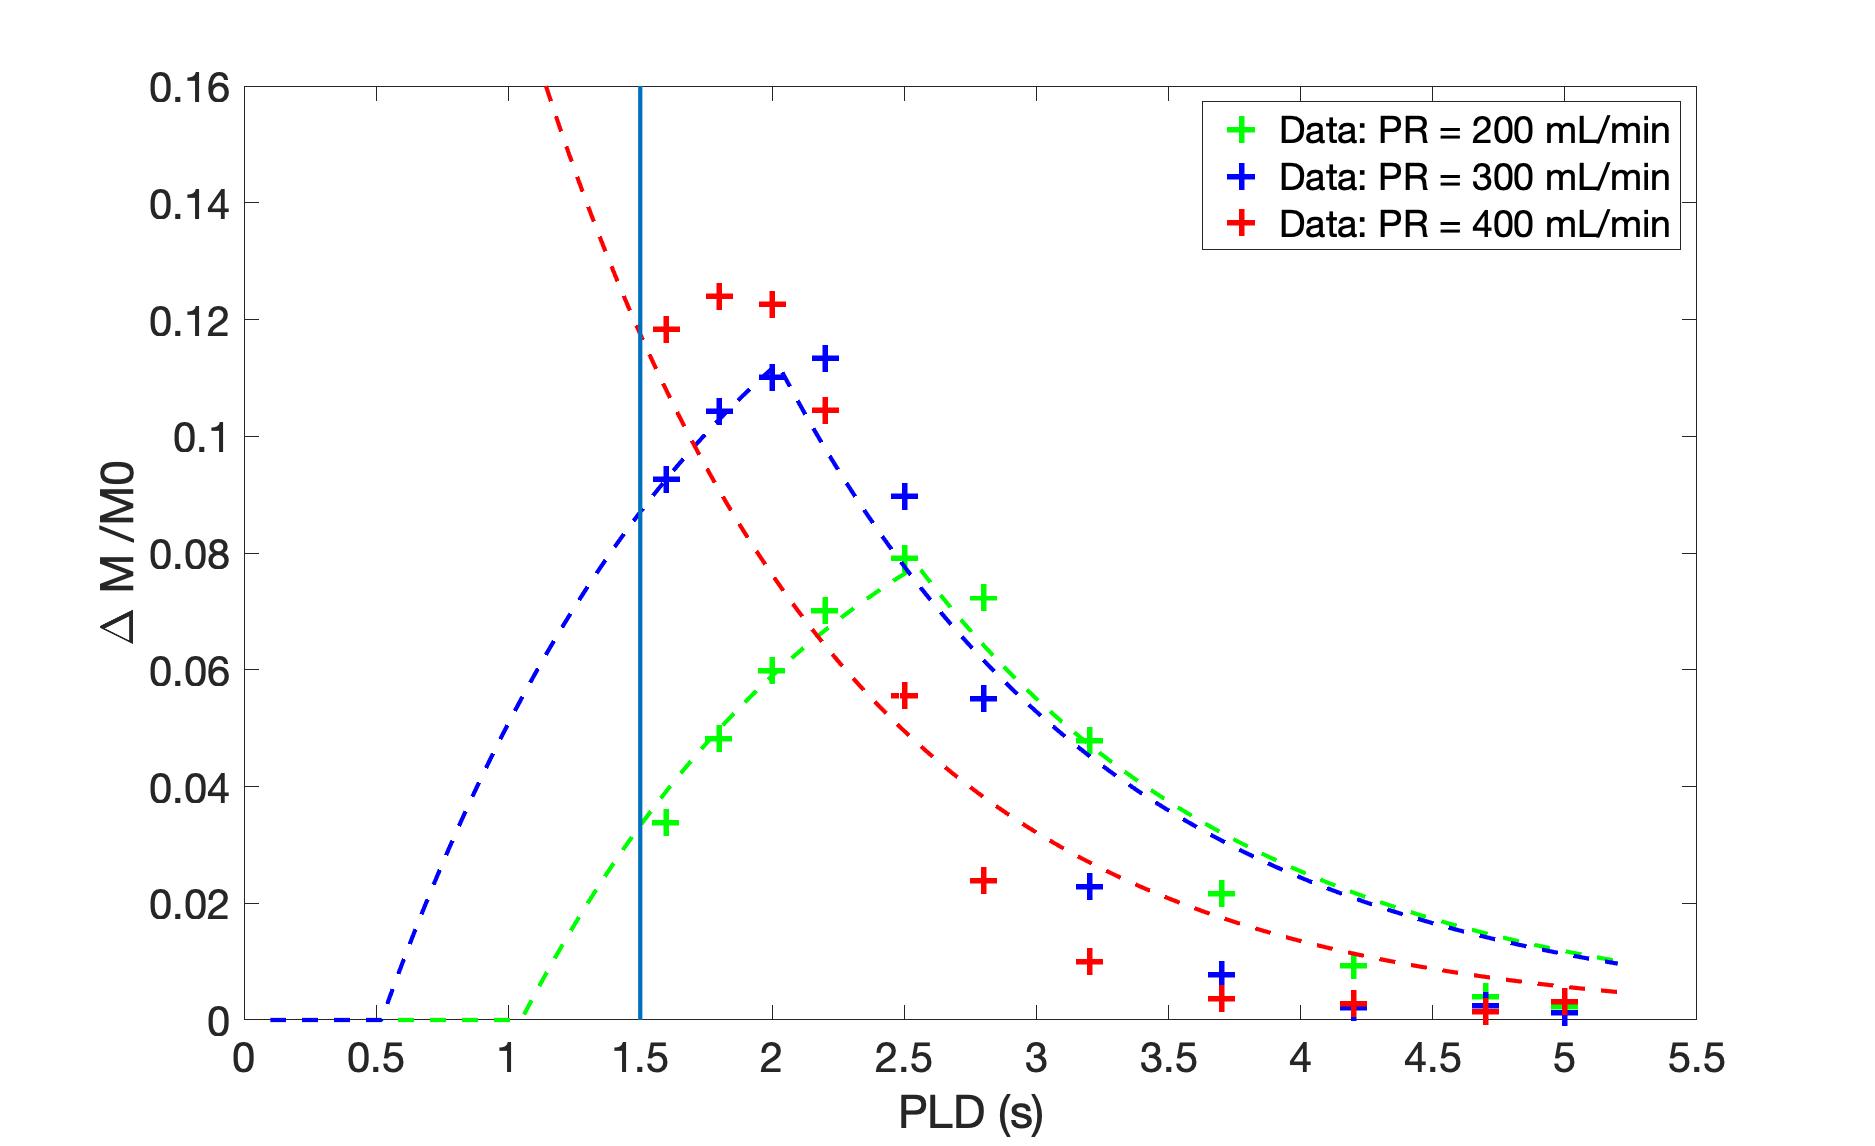 0.16
0.14
0.12
0.1
0.08
0.06
0.04
0.02
0
Δ M /M0
Data: PR = 200 mL/min
Data: PR = 300 mL/min
Data: PR = 400 mL/min
0 0.5 1 1.5 2 2.5 3 3.5 4 4.5 5 5.5
PLD (s)